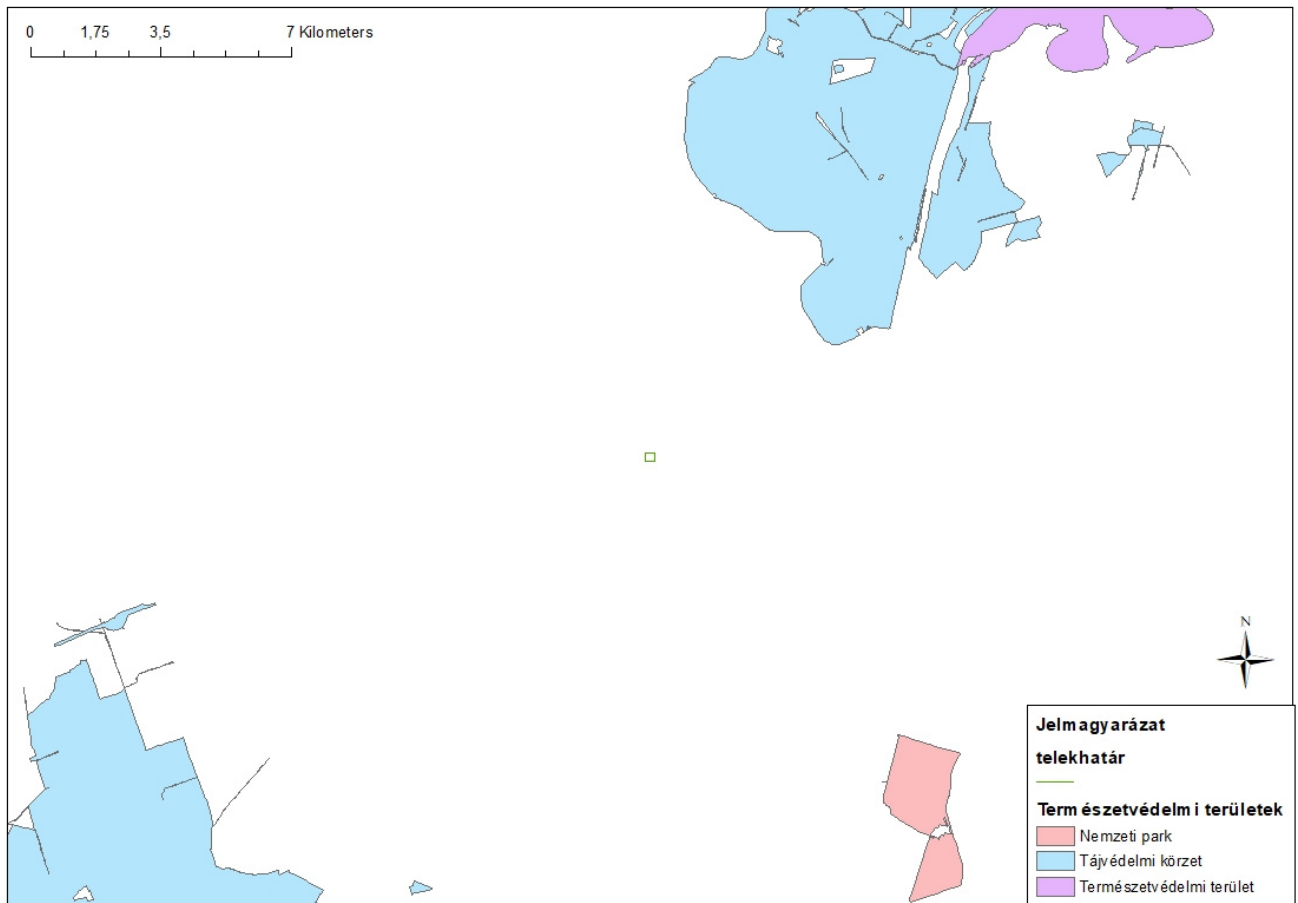 0 1,75 3,5 7 Kilometers
N
Jelmagyarázat
telekhatár
Természetvédelmi területek
Nemzeti park
Tájvédelmi körzet
Természetvédelmi terület